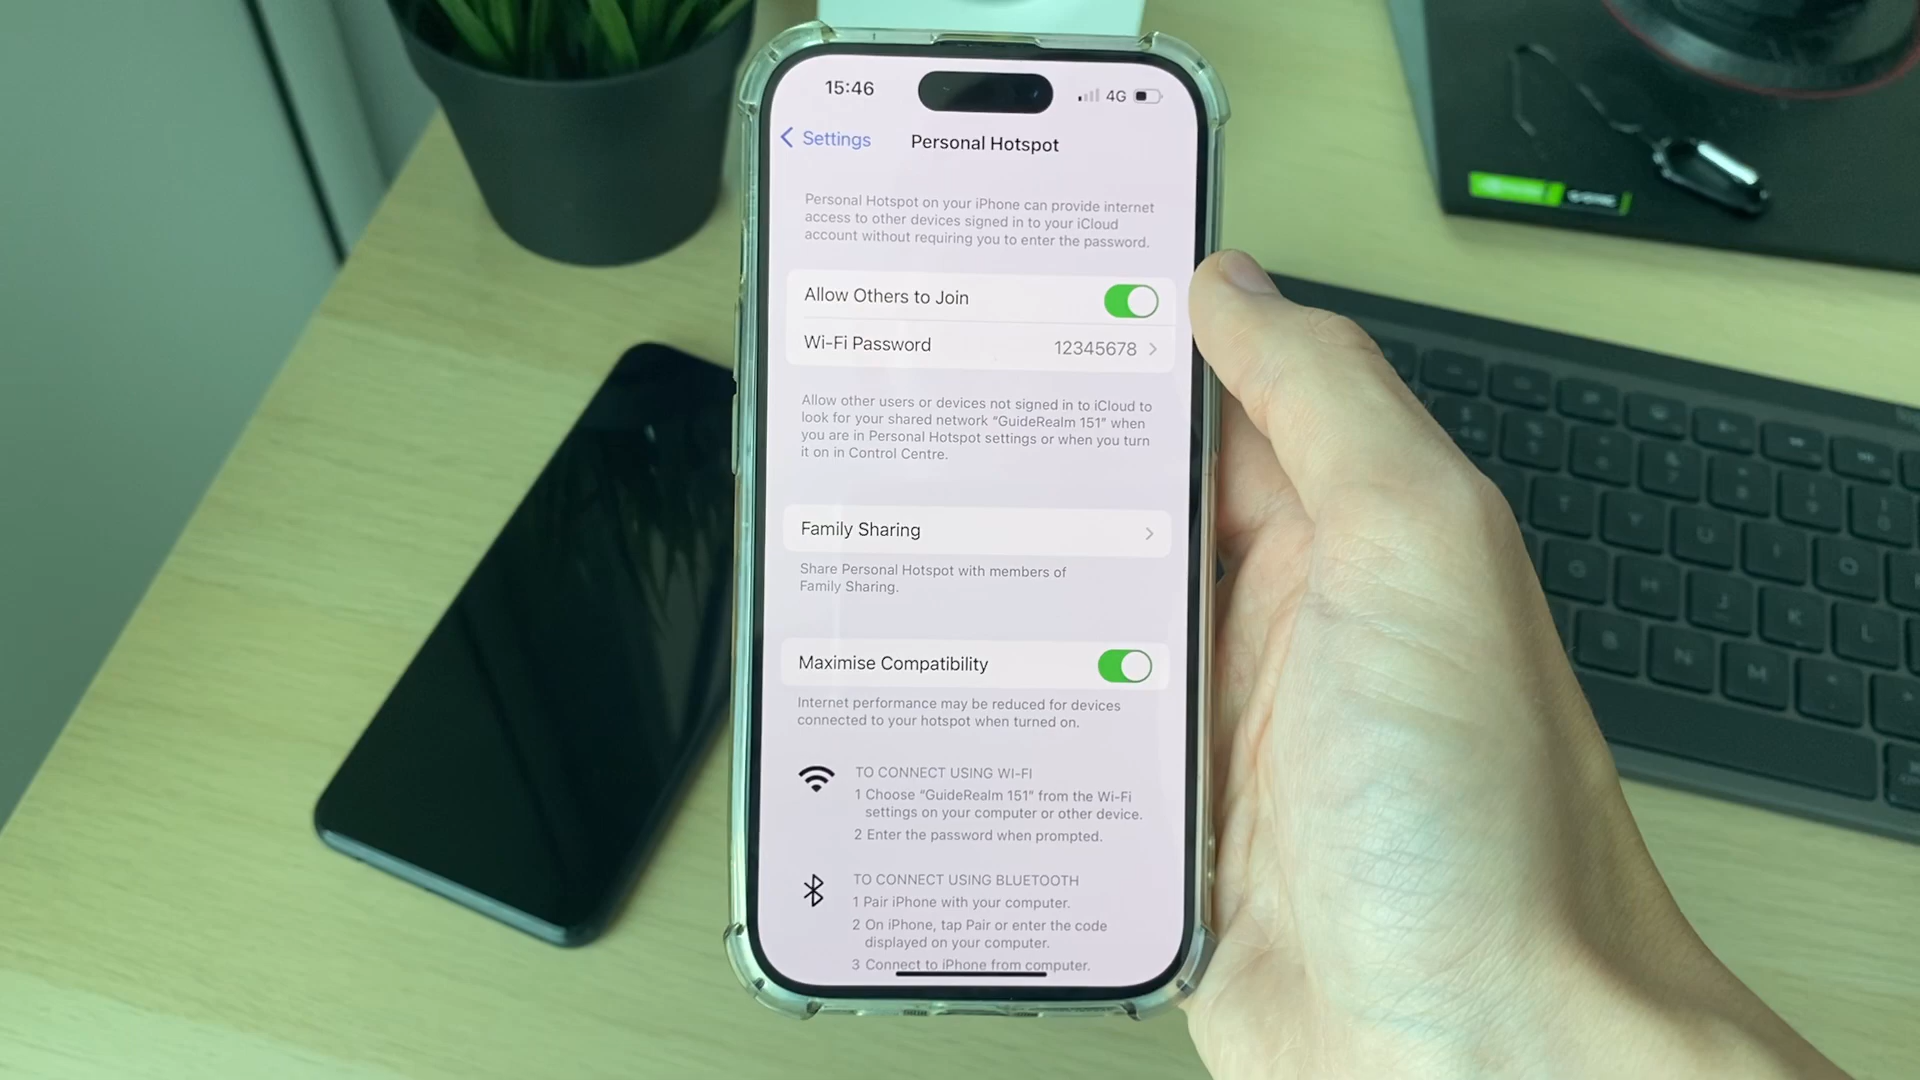 15:46
4G
Settings
Personal Hotspot
Personal Hotspot on your iPhone can provide internet
access to other devices signed in to your iCloud
account without requiring you to enter the password.
Allow Others to Join
Wi-Fi Password 12345678
Allow other users or devices not signed in to iCloud to
look for your shared network “GuideRealm 151” when
you are in Personal Hotspot settings or when you turn
it on in Control Centre.
Family Sharing
Share Personal Hotspot with members of
Family Sharing.
Maximise Compatibility
Internet performance may be reduced for devices
connected to your hotspot when turned on.
TO CONNECT USING WI-FI
1 Choose “GuideRealm 151” from the Wi-Fi
settings on your computer or other device.
2 Enter the password when prompted.
TO CONNECT USING BLUETOOTH
1 Pair iPhone with your computer.
2 On iPhone, tap Pair or enter the code
displayed on your computer.
3 Connect to iPhone from computer.